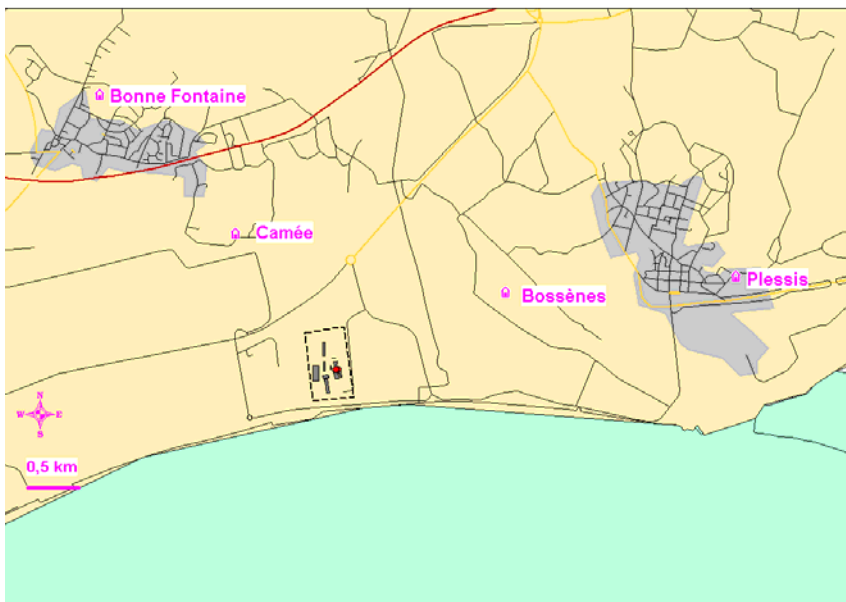 Bonne Fontaine
Camée
Plessis
Bossènes
N
W E
S
0,5 km